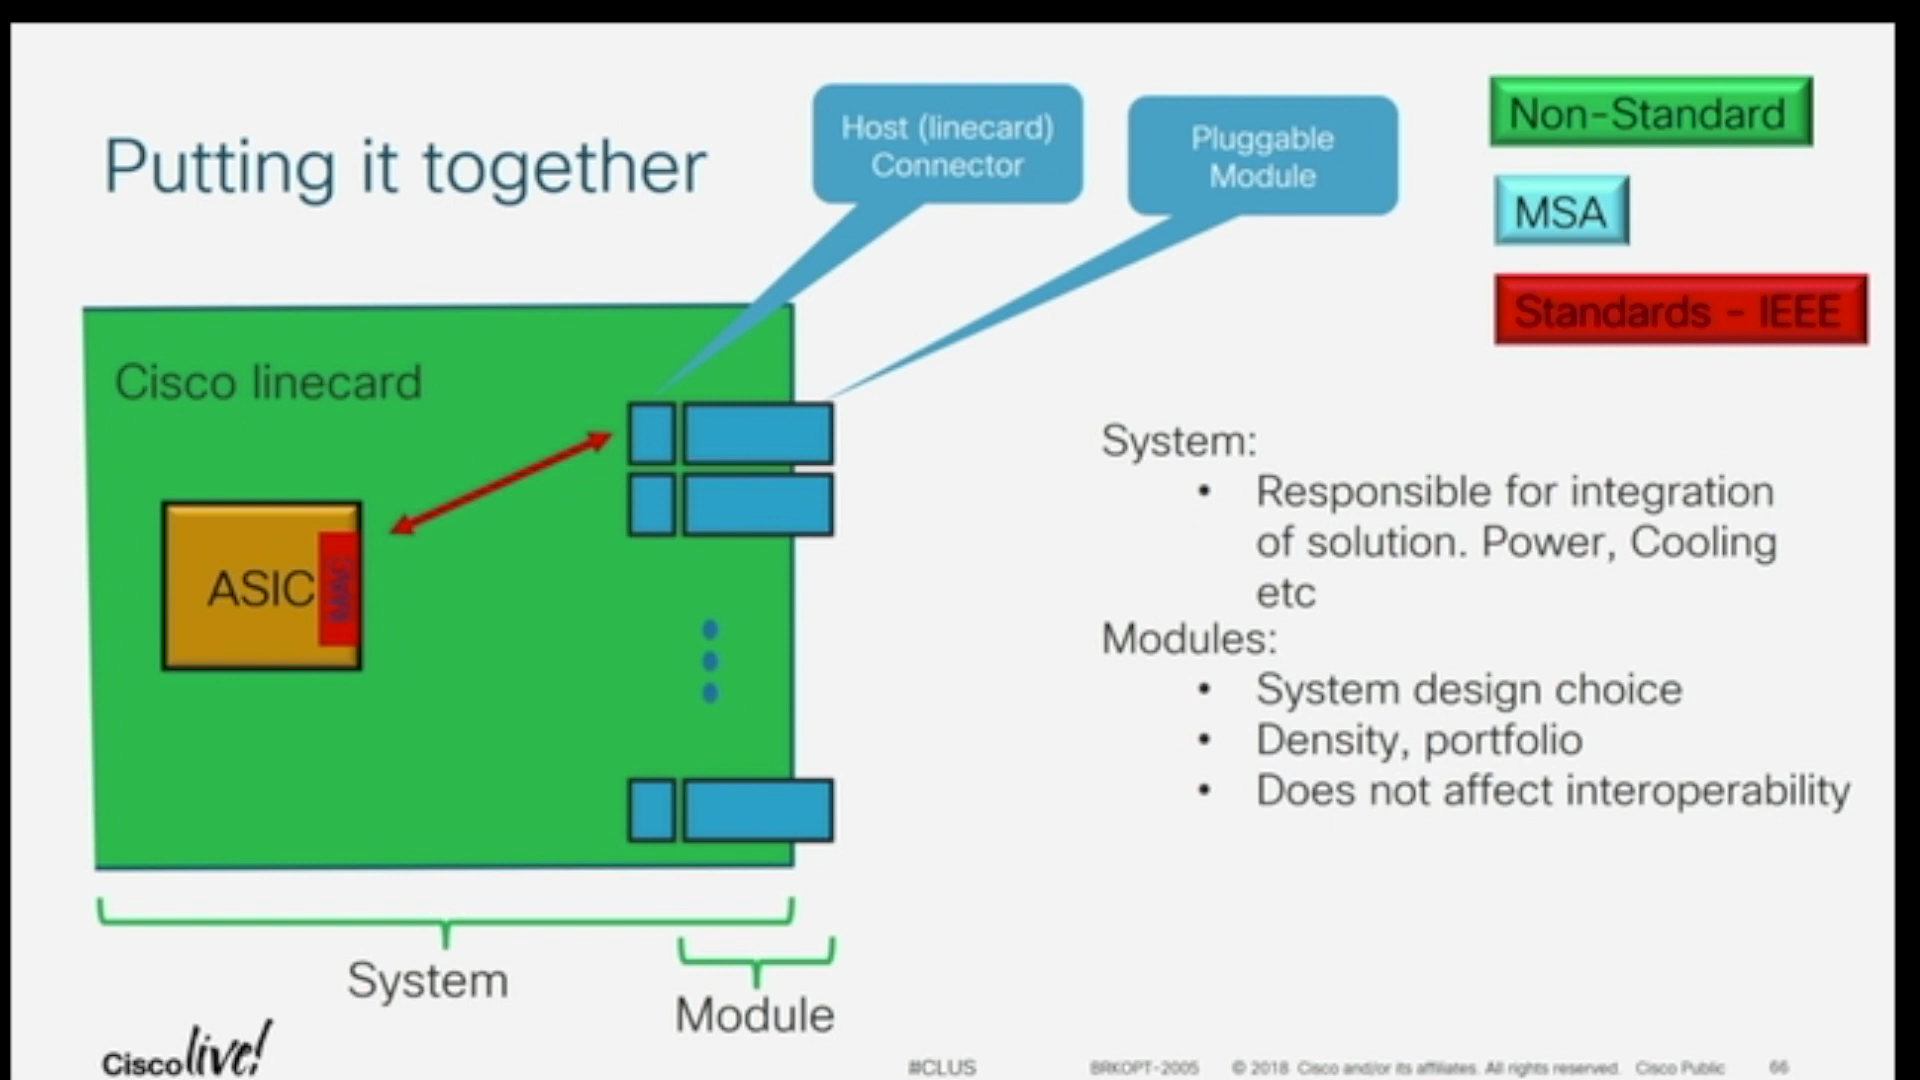 Putting it together
Host (linecard)
Connector
Pluggable
Module
Non-Standard
MSA
Standards - IEEE
Cisco linecard
ASIC
MAC
System:
• Responsible for integration
of solution. Power, Cooling
etc
Modules:
• System design choice
• Density, portfolio
• Does not affect interoperability
System
Module
Cisco live!
#CLUS
BRKOPT-2005
© 2018 Cisco and/or its affiliates. All rights reserved. Cisco Public
66